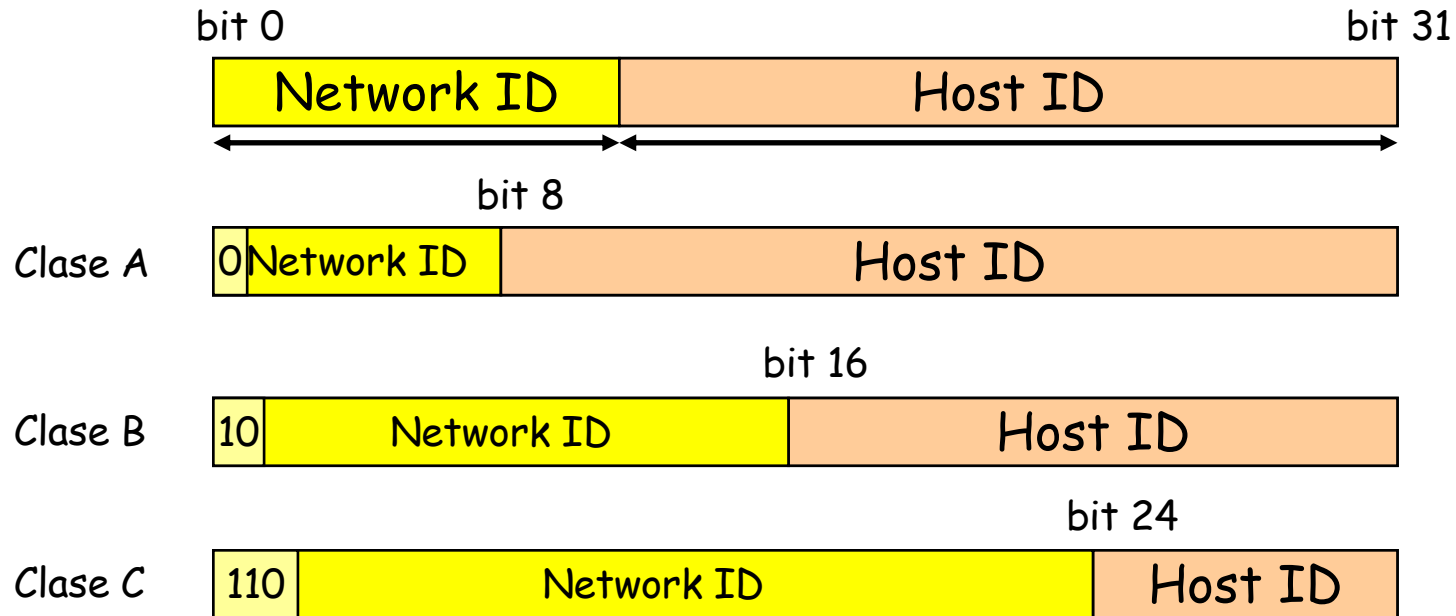 bit 0 bit 31
Network ID Host ID
bit 8
Clase A 0 Network ID Host ID
bit 16
Clase B 10 Network ID Host ID
bit 24
Clase C 110 Network ID Host ID